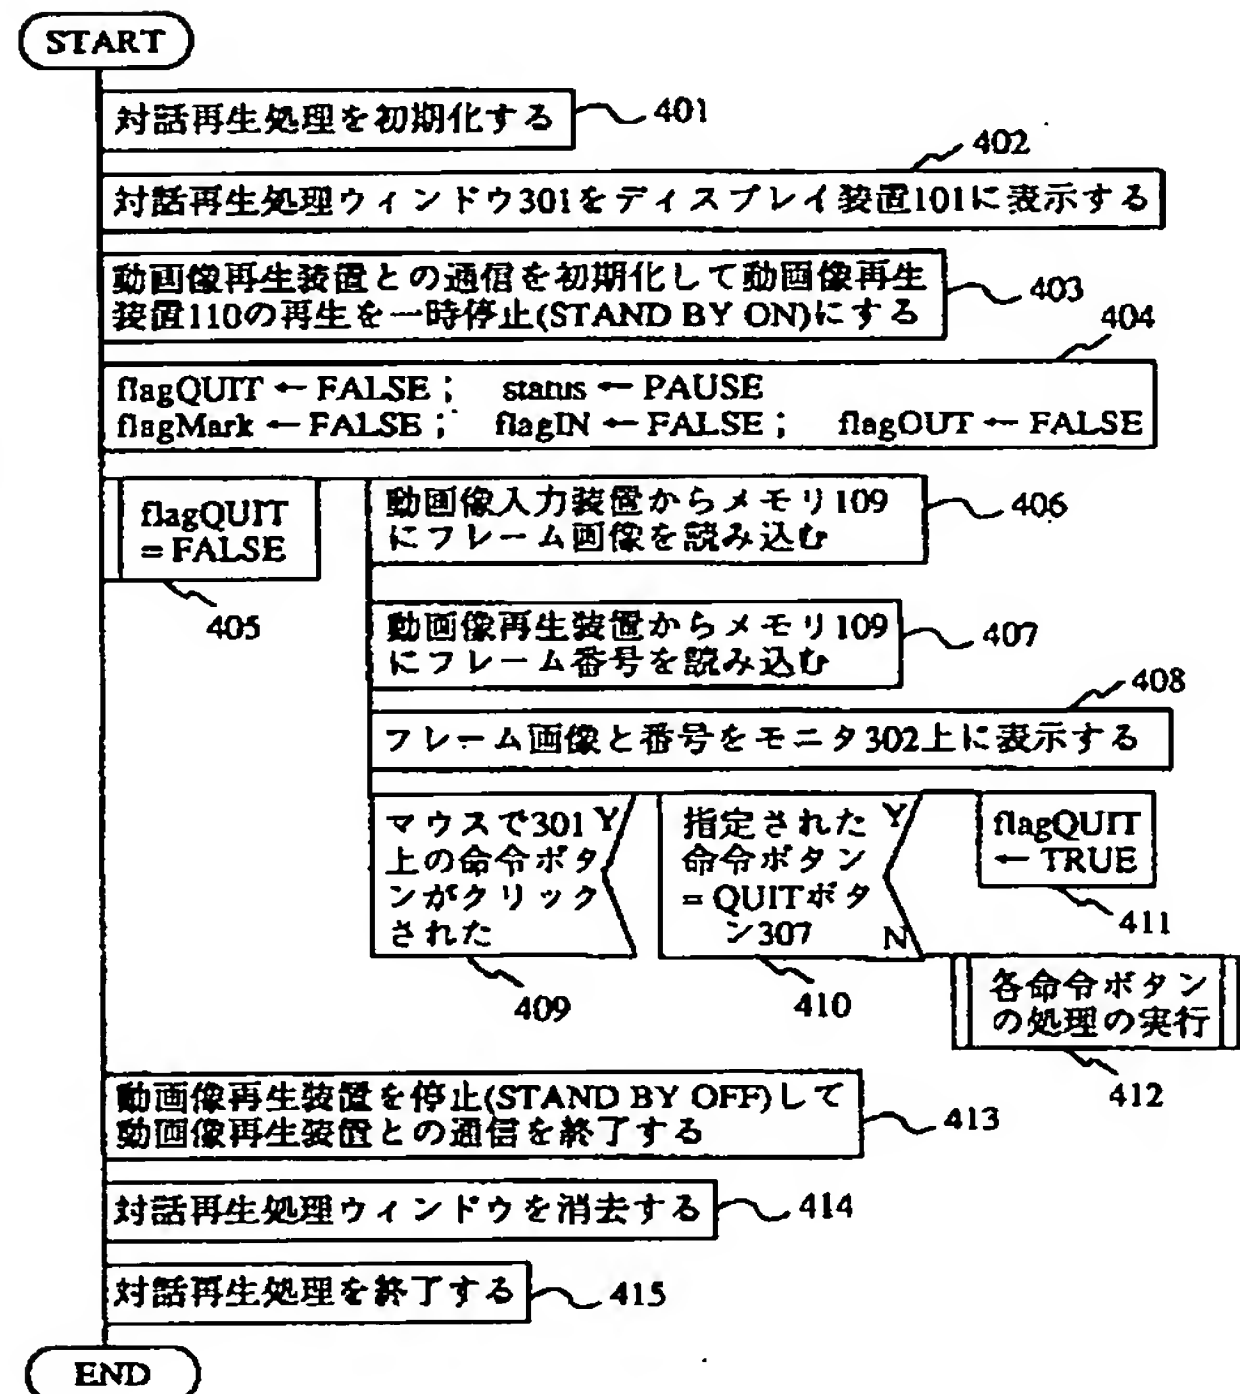 START
対話再生処理を初期化する
401
402
対話再生処理ウィンドウ301をディスプレイ装置101に表示する
動画像再生装置との通信を初期化して動画像再生
装置110の再生を一時停止(STAND BY ON)にする
403
404
flagQUIT ← FALSE ; status ← PAUSE
flagMark ← FALSE ; flagIN ← FALSE ; flagOUT ← FALSE
flagQUIT
= FALSE
405
動画像入力装置からメモリ109
にフレーム画像を読み込む
406
動画像再生装置からメモリ109
にフレーム番号を読み込む
407
408
フレーム画像と番号をモニタ302上に表示する
マウスで301 Y
上の命令ボタ
ンがクリック
された
409
指定された Y
命令ボタン
= QUITボタ
ン307 N
410
flagQUIT
← TRUE
411
各命令ボタン
の処理の実行
412
動画像再生装置を停止(STAND BY OFF)して
動画像再生装置との通信を終了する
413
対話再生処理ウィンドウを消去する
414
対話再生処理を終了する
415
END